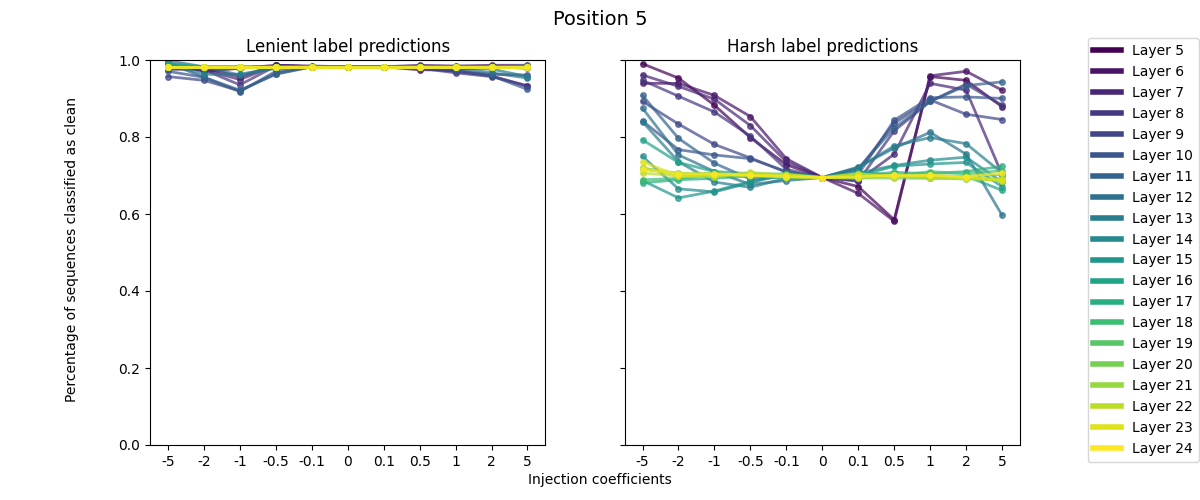 Position 5
Lenient label predictions
Harsh label predictions
Percentage of sequences classified as clean
1.0
0.8
0.6
0.4
0.2
0.0
-5 -2 -1 -0.5 -0.1 0 0.1 0.5 1 2 5
-5 -2 -1 -0.5 -0.1 0 0.1 0.5 1 2 5
Injection coefficients
Layer 5
Layer 6
Layer 7
Layer 8
Layer 9
Layer 10
Layer 11
Layer 12
Layer 13
Layer 14
Layer 15
Layer 16
Layer 17
Layer 18
Layer 19
Layer 20
Layer 21
Layer 22
Layer 23
Layer 24